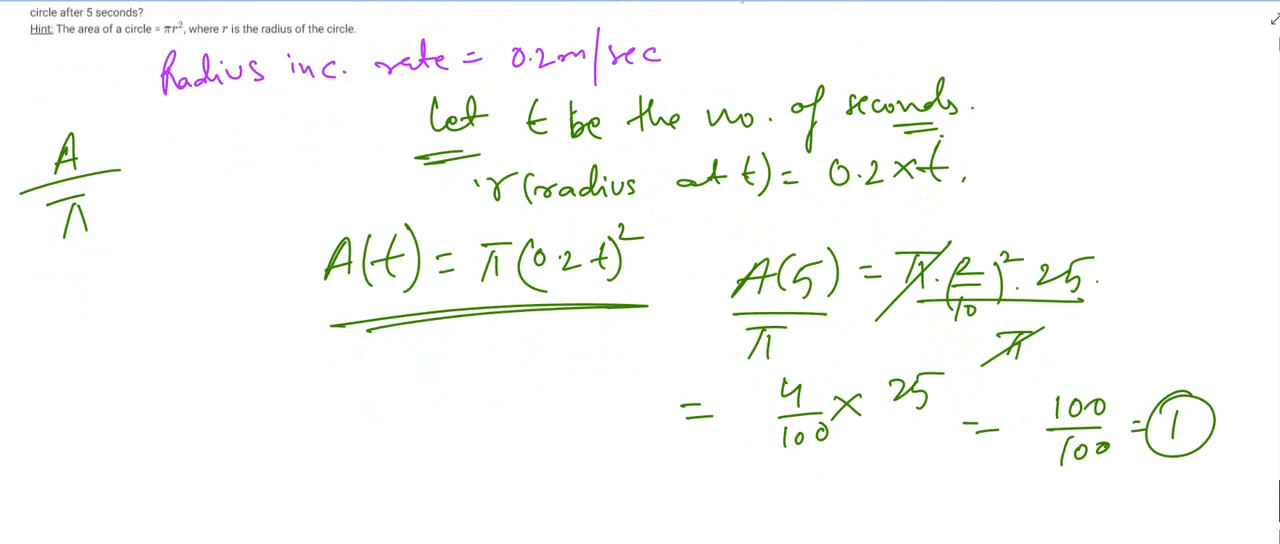 circle after 5 seconds?
Hint: The area of a circle = πr², where r is the radius of the circle.
Radius inc. rate = 0.2m/sec
Let t be the no. of seconds.
r(radius at t) = 0.2×t.
A/π
A(t) = π(0.2t)²
A(5)/π = π.(2/10)².25./π
= 4/100 × 25 = 100/100 = 1